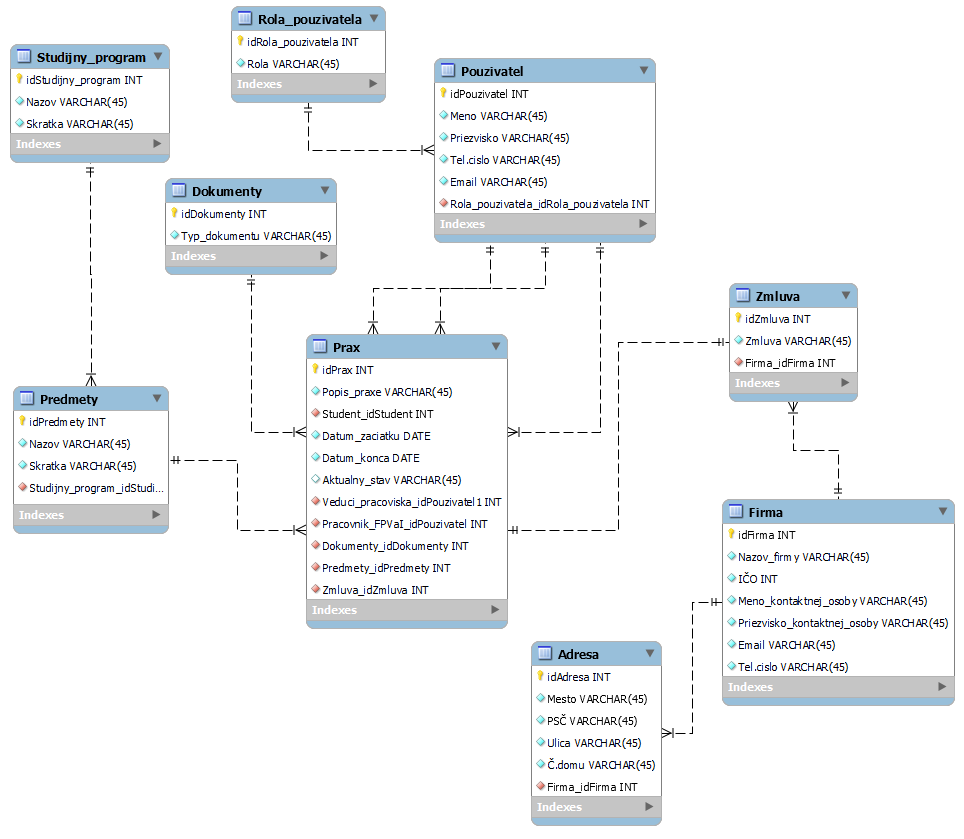 Rola_pouzivatela
idRola_pouzivatela INT
Rola VARCHAR(45)
Indexes
Studijny_program
idStudijny_program INT
Nazov VARCHAR(45)
Skratka VARCHAR(45)
Indexes
Pouzivatel
idPouzivatel INT
Meno VARCHAR(45)
Priezvisko VARCHAR(45)
Tel.cislo VARCHAR(45)
Email VARCHAR(45)
Rola_pouzivatela_idRola_pouzivatela INT
Indexes
Dokumenty
idDokumenty INT
Typ_dokumentu VARCHAR(45)
Indexes
Zmluva
idZmluva INT
Zmluva VARCHAR(45)
Firma_idFirma INT
Indexes
Prax
idPrax INT
Popis_praxe VARCHAR(45)
Student_idStudent INT
Datum_zaciatku DATE
Datum_konca DATE
Aktualny_stav VARCHAR(45)
Veduci_pracoviska_idPouzivatel1 INT
Pracovnik_FPVaI_idPouzivatel INT
Dokumenty_idDokumenty INT
Predmety_idPredmety INT
Zmluva_idZmluva INT
Indexes
Predmety
idPredmety INT
Nazov VARCHAR(45)
Skratka VARCHAR(45)
Studijny_program_idStudi...
Indexes
Firma
idFirma INT
Nazov_firmy VARCHAR(45)
IČO INT
Meno_kontaktnej_osoby VARCHAR(45)
Priezvisko_kontaktnej_osoby VARCHAR(45)
Email VARCHAR(45)
Tel.cislo VARCHAR(45)
Indexes
Adresa
idAdresa INT
Mesto VARCHAR(45)
PSČ VARCHAR(45)
Ulica VARCHAR(45)
Č.domu VARCHAR(45)
Firma_idFirma INT
Indexes